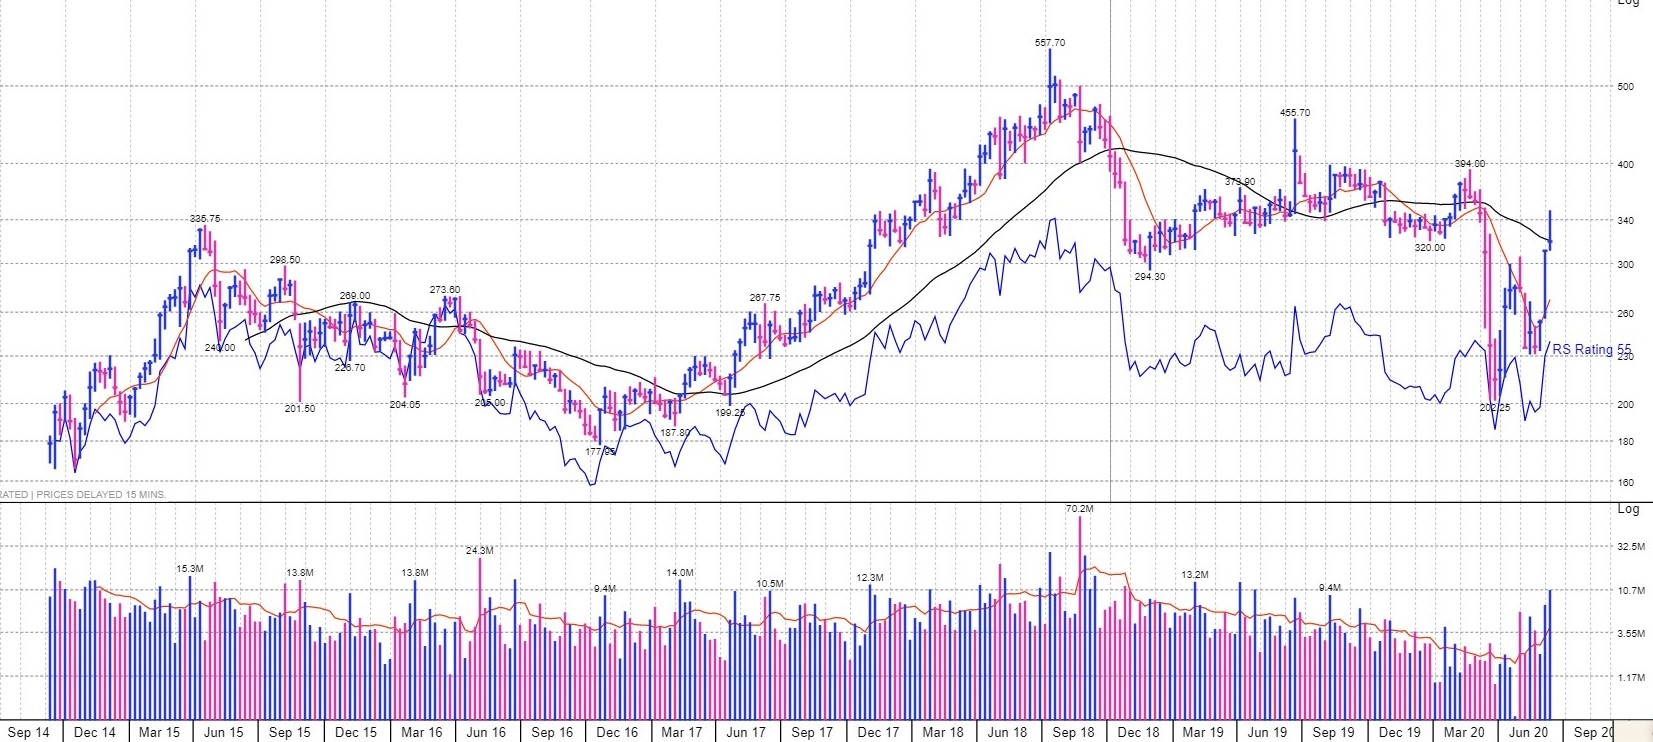 Log
557.70
500
455.70
400
394.00
373.90
340
335.75
320.00
300
298.50
294.30
273.60
269.00
267.75
260
240.00
230
RS Rating 55
226.70
201.50
204.05
205.00
199.25
202.25
200
187.80
180
177.95
160
RATED | PRICES DELAYED 15 MINS.
70.2M
Log
32.5M
24.3M
15.3M
13.8M
13.8M
14.0M
13.2M
12.3M
10.5M
9.4M
9.4M
10.7M
3.55M
1.17M
Sep 14 Dec 14 Mar 15 Jun 15 Sep 15 Dec 15 Mar 16 Jun 16 Sep 16 Dec 16 Mar 17 Jun 17 Sep 17 Dec 17 Mar 18 Jun 18 Sep 18 Dec 18 Mar 19 Jun 19 Sep 19 Dec 19 Mar 20 Jun 20 Sep 20